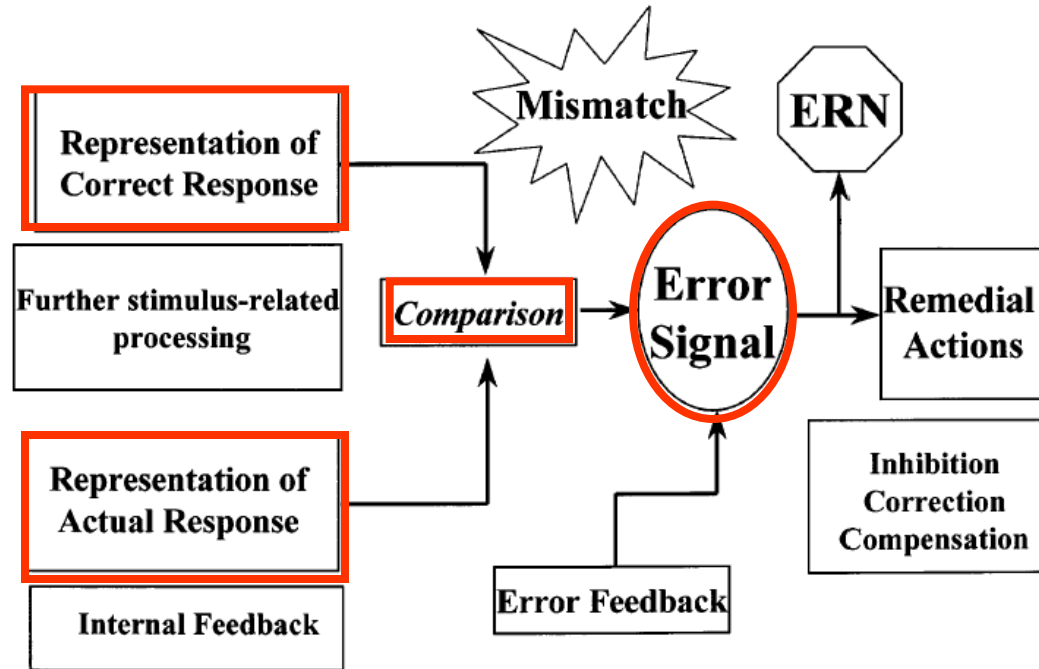 Representation of
Correct Response
Further stimulus-related
processing
Representation of
Actual Response
Internal Feedback
Comparison
Mismatch
Error
Signal
Error Feedback
ERN
Remedial
Actions
Inhibition
Correction
Compensation